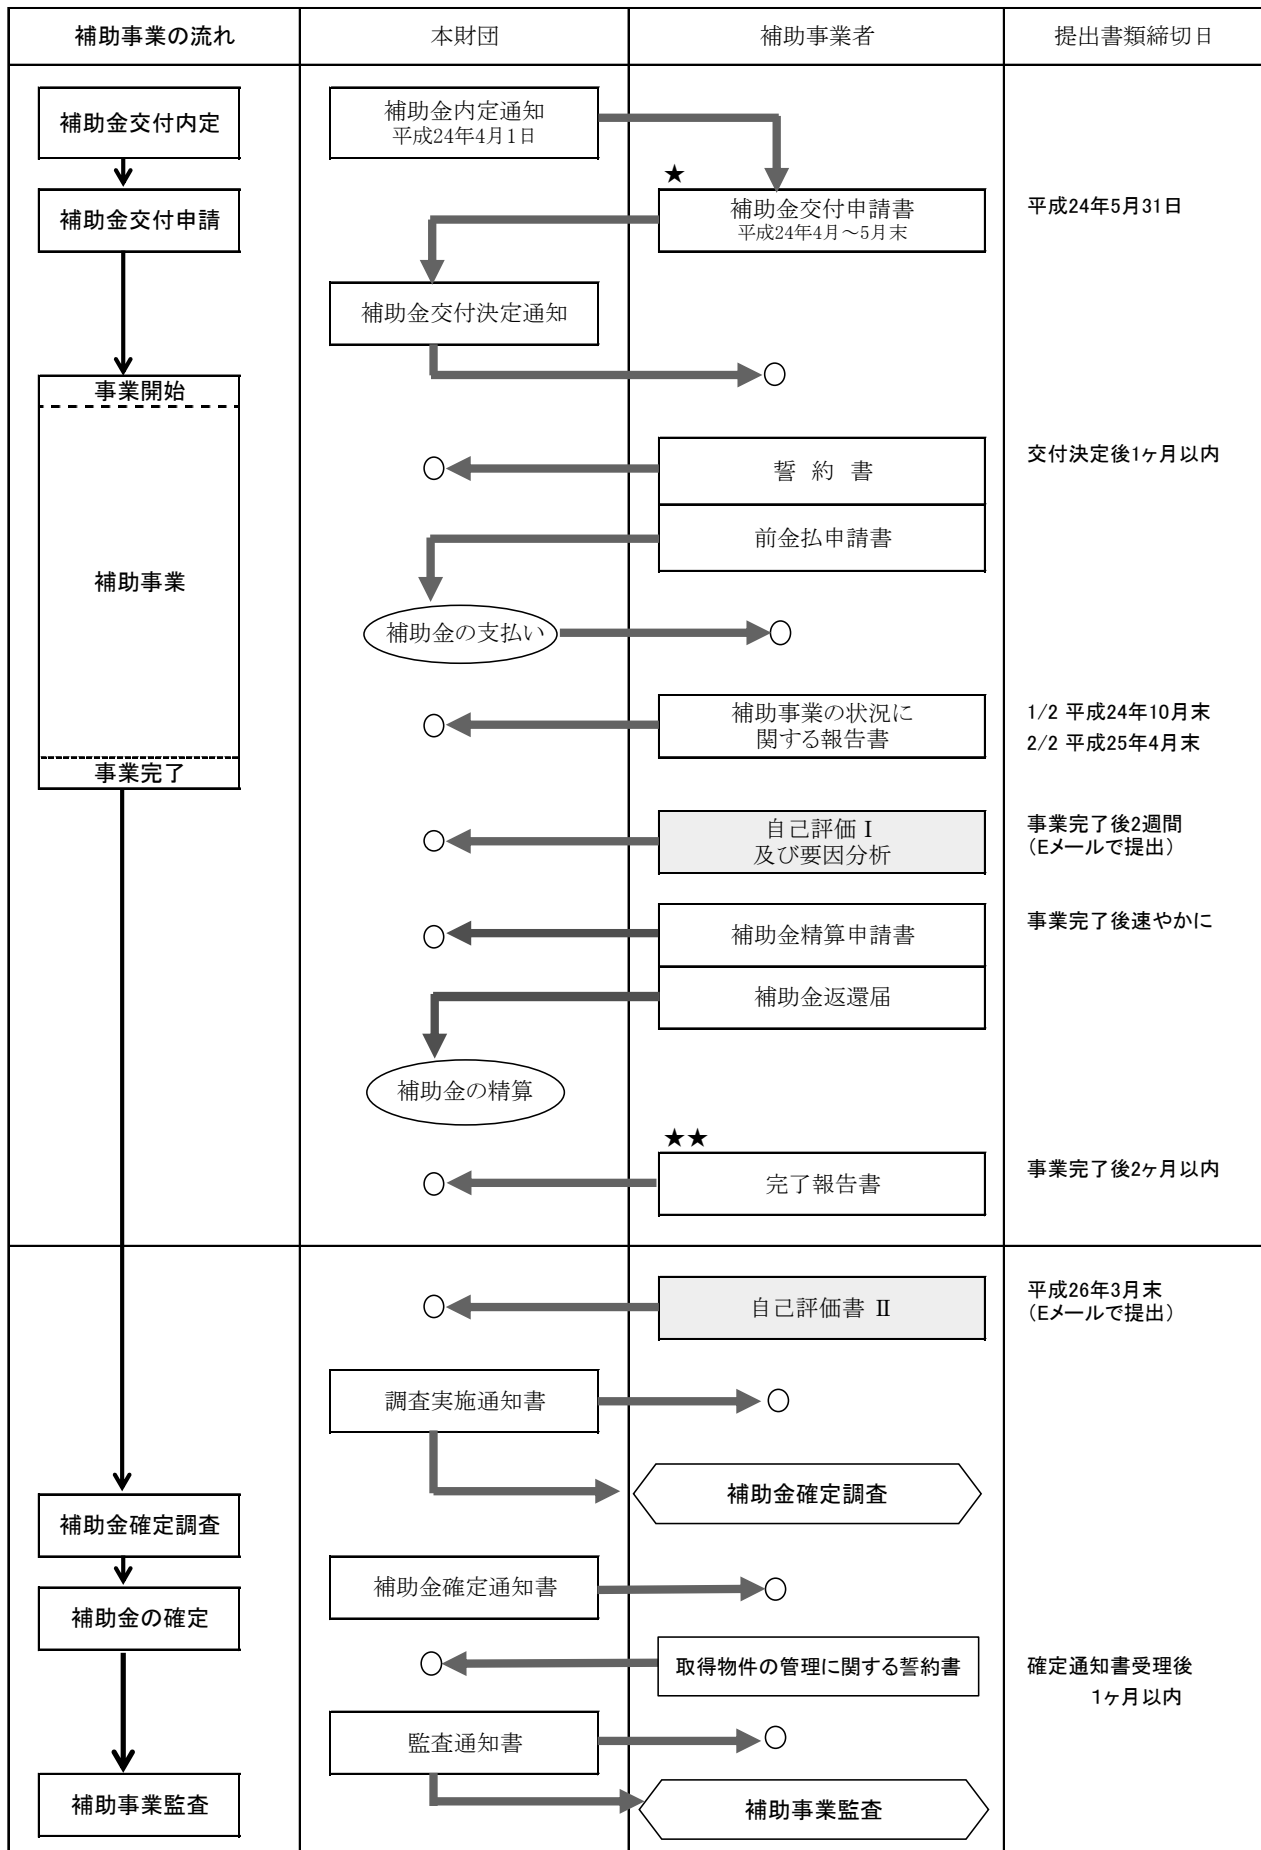 補助事業の流れ
本財団
補助事業者
提出書類締切日
補助金交付内定
補助金内定通知
平成24年4月1日
★
補助金交付申請
補助金交付申請書
平成24年4月～5月末
平成24年5月31日
補助金交付決定通知
事業開始
誓 約 書
交付決定後1ヶ月以内
前金払申請書
補助事業
補助金の支払い
補助事業の状況に
関する報告書
1/2 平成24年10月末
2/2 平成25年4月末
事業完了
自己評価Ⅰ
及び要因分析
事業完了後2週間
（Eメールで提出）
補助金精算申請書
事業完了後速やかに
補助金返還届
補助金の精算
★★
完了報告書
事業完了後2ヶ月以内
自己評価書 Ⅱ
平成26年3月末
（Eメールで提出）
調査実施通知書
補助金確定調査
補助金確定調査
補助金確定通知書
補助金の確定
取得物件の管理に関する誓約書
確定通知書受理後
1ヶ月以内
監査通知書
補助事業監査
補助事業監査